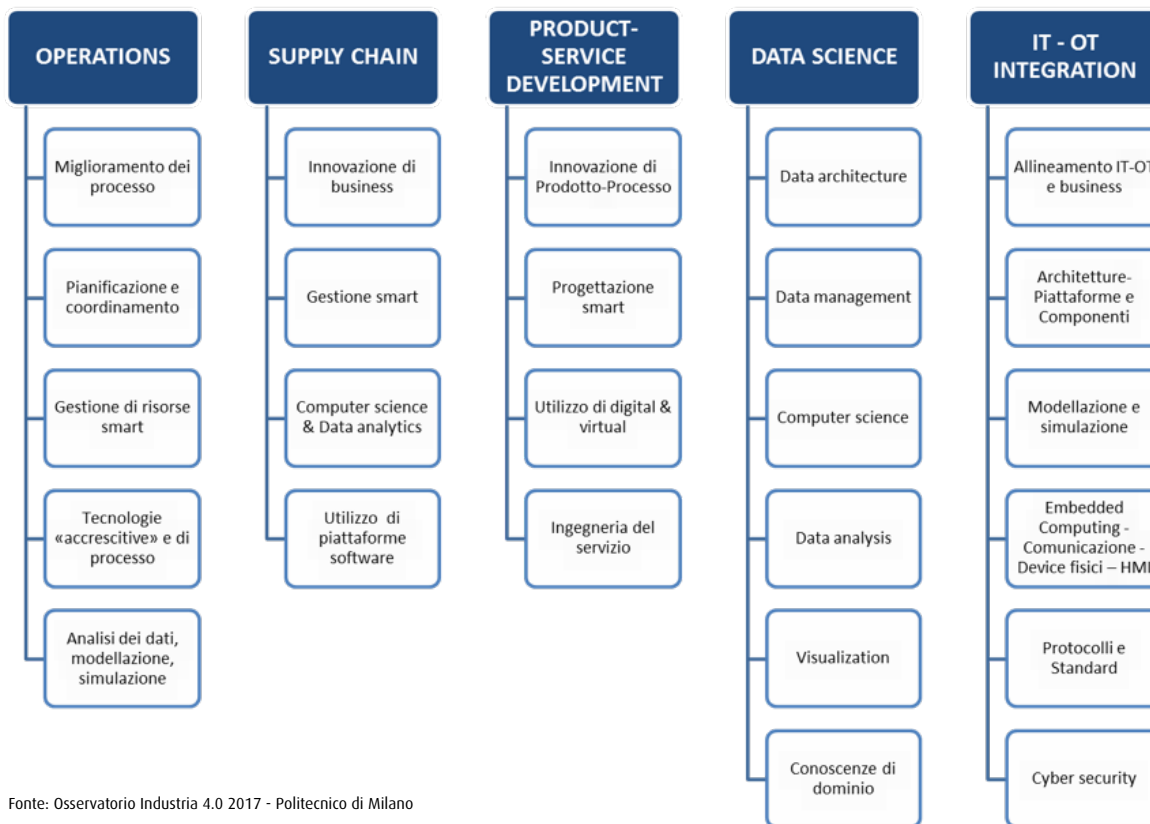 OPERATIONS
Miglioramento dei
processo
Pianificazione e
coordinamento
Gestione di risorse
smart
Tecnologie
«accrescitive» e di
processo
Analisi dei dati,
modellazione,
simulazione
SUPPLY CHAIN
Innovazione di
business
Gestione smart
Computer science
& Data analytics
Utilizzo di
piattaforme
software
PRODUCT-
SERVICE
DEVELOPMENT
Innovazione di
Prodotto-Processo
Progettazione
smart
Utilizzo di digital &
virtual
Ingegneria del
servizio
DATA SCIENCE
Data architecture
Data management
Computer science
Data analysis
Visualization
Conoscenze di
dominio
IT - OT
INTEGRATION
Allineamento IT-OT
e business
Architetture-
Piattaforme e
Componenti
Modellazione e
simulazione
Embedded
Computing -
Comunicazione -
Device fisici – HMI
Protocolli e
Standard
Cyber security
Fonte: Osservatorio Industria 4.0 2017 - Politecnico di Milano